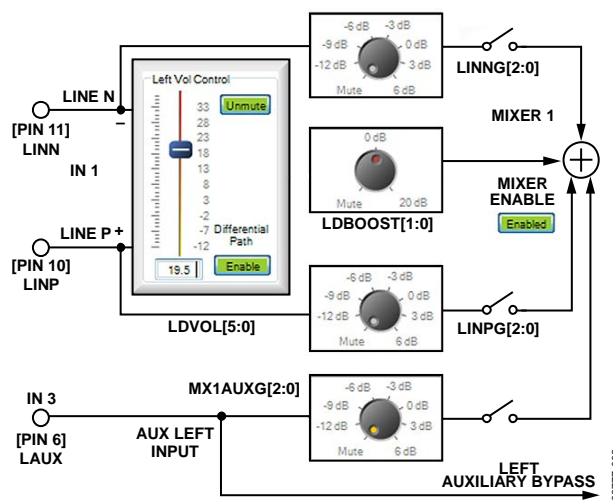 -6 dB -3 dB
-9 dB 0 dB
-12 dB 3 dB
Mute 6 dB
LINNG[2:0]
LINE N
−
[PIN 11]
LINN
IN 1
LINE P +
[PIN 10]
LINP
Left Vol Control
33
28
23
18
13
8
3
-2
-7
-12
Unmute
Differential
Path
19.5
Enable
LDVOL[5:0]
MIXER 1
0 dB
Mute 20 dB
LDBOOST[1:0]
MIXER
ENABLE
Enabled
-6 dB -3 dB
-9 dB 0 dB
-12 dB 3 dB
Mute 6 dB
LINPG[2:0]
IN 3
[PIN 6]
LAUX
AUX LEFT
INPUT
MX1AUXG[2:0]
-6 dB -3 dB
-9 dB 0 dB
-12 dB 3 dB
Mute 6 dB
LEFT
AUXILIARY BYPASS